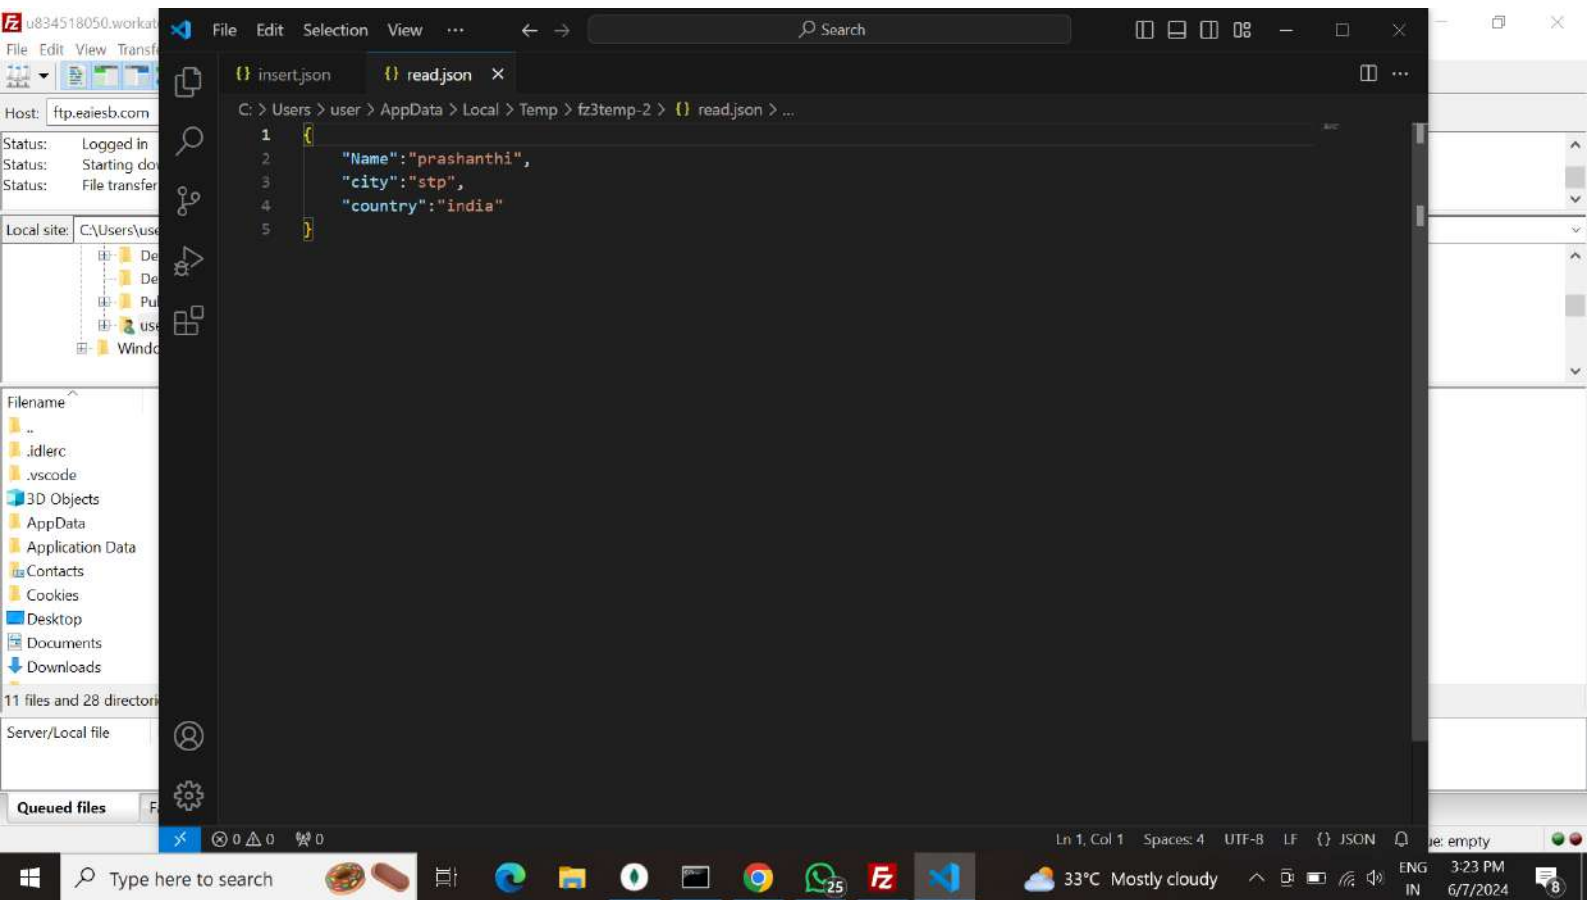 u834518050.workat
File Edit View Transf
Host: ftp.eaiesb.com
Status: Logged in
Status: Starting do
Status: File transfer
Local site: C:\Users\use
De
De
Pul
use
Windo
Filename
..
.idlerc
.vscode
3D Objects
AppData
Application Data
Contacts
Cookies
Desktop
Documents
Downloads
11 files and 28 directori
Server/Local file
Queued files F
File Edit Selection View ... Search
{} insert.json {} read.json
C: > Users > user > AppData > Local > Temp > fz3temp-2 > {} read.json > ...
1 {
2 "Name":"prashanthi",
3 "city":"stp",
4 "country":"india"
5 }
0 0 0 Ln 1, Col 1 Spaces: 4 UTF-8 LF {} JSON
ue: empty
Type here to search 25 Fz 33°C Mostly cloudy ENG 3:23 PM
IN 6/7/2024 8